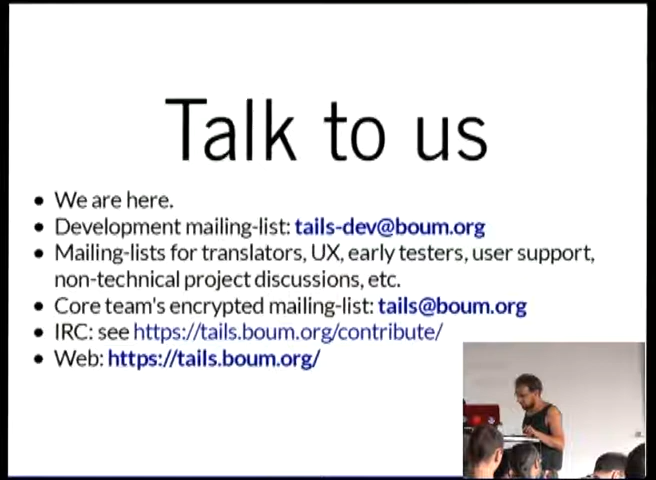 Talk to us
• We are here.
• Development mailing-list: tails-dev@boum.org
• Mailing-lists for translators, UX, early testers, user support,
non-technical project discussions, etc.
• Core team's encrypted mailing-list: tails@boum.org
• IRC: see https://tails.boum.org/contribute/
• Web: https://tails.boum.org/